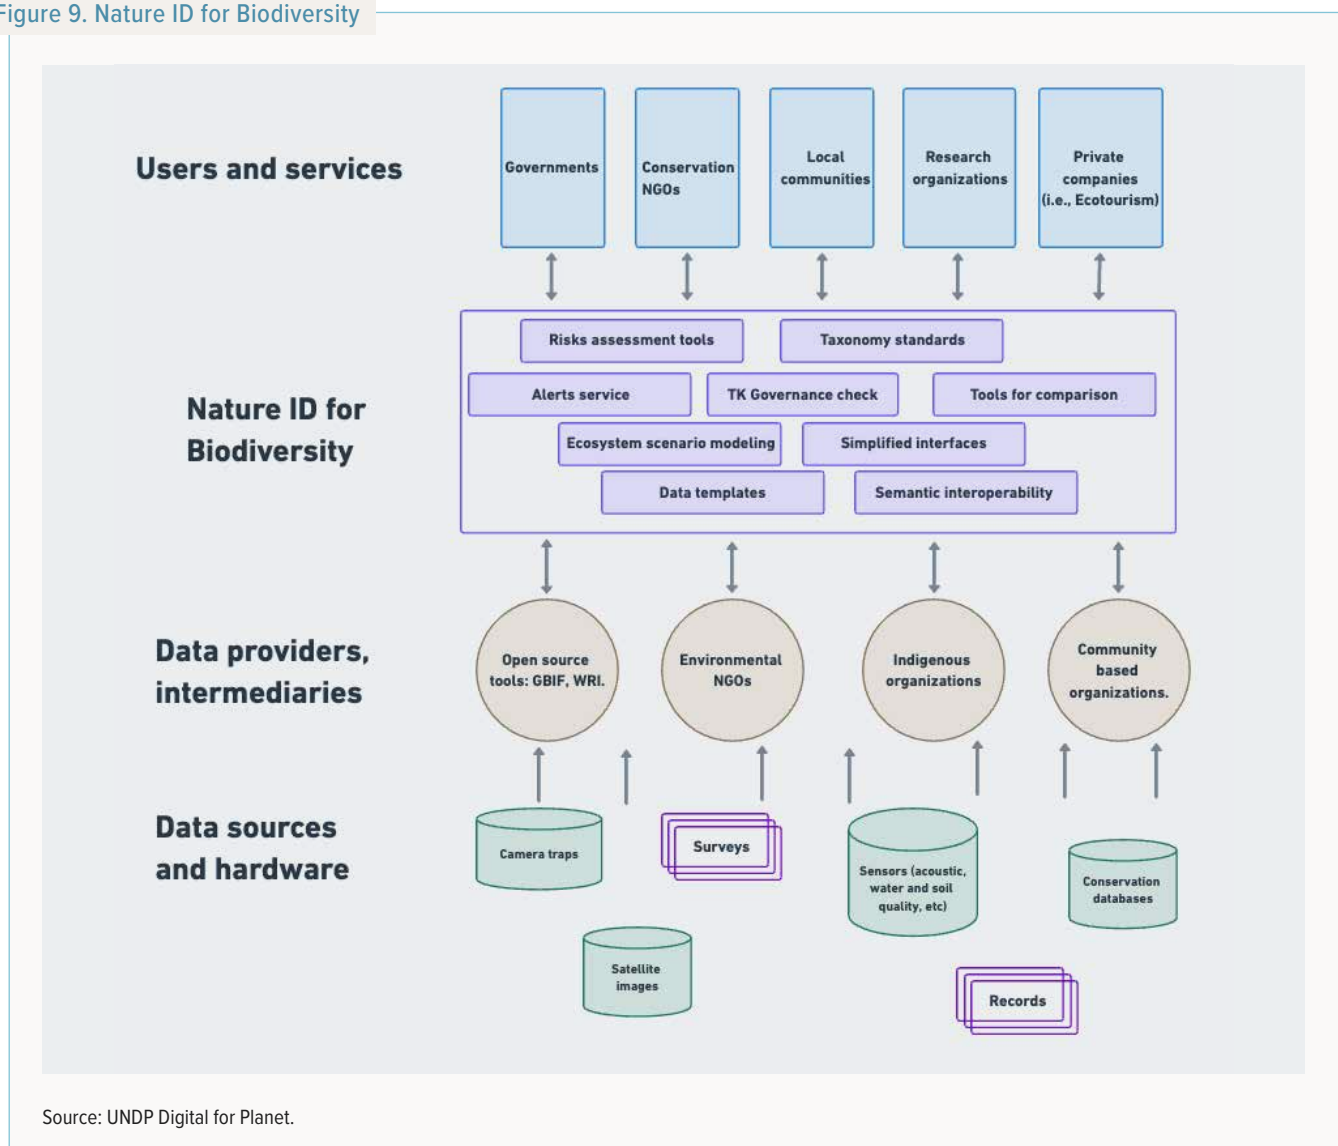 Figure 9. Nature ID for Biodiversity
Users and services
Governments
Conservation
NGOs
Local
communities
Research
organizations
Private
companies
(i.e., Ecotourism)
Nature ID for
Biodiversity
Risks assessment tools
Taxonomy standards
Alerts service
TK Governance check
Tools for comparison
Ecosystem scenario modeling
Simplified interfaces
Data templates
Semantic interoperability
Data providers,
intermediaries
Open source
tools: GBIF, WRI.
Environmental
NGOs
Indigenous
organizations
Community
based
organizations.
Data sources
and hardware
Camera traps
Surveys
Sensors (acoustic,
water and soil
quality, etc)
Conservation
databases
Satellite
images
Records
Source: UNDP Digital for Planet.